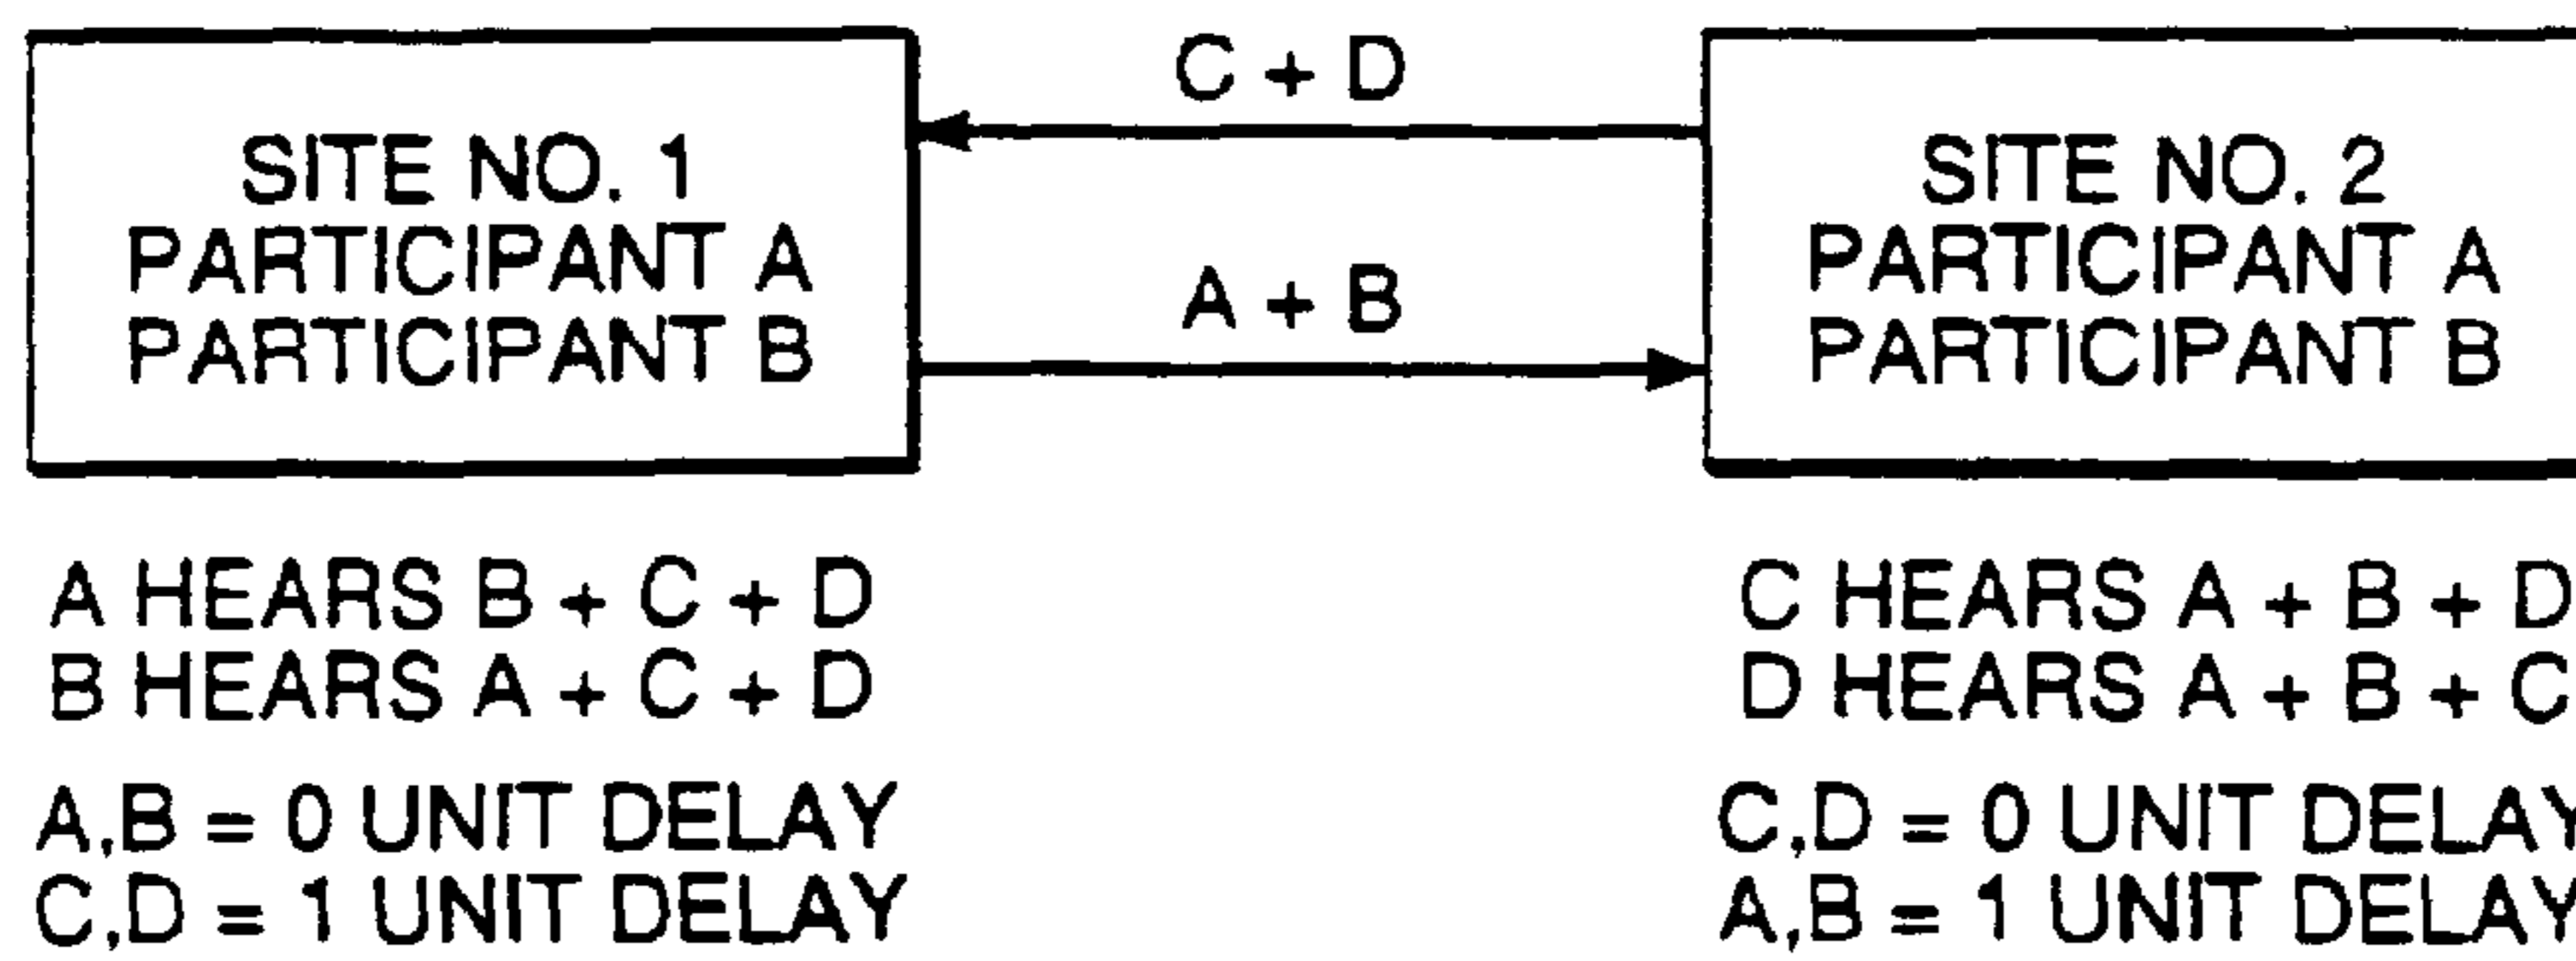 C + D
SITE NO. 1
PARTICIPANT A
PARTICIPANT B
A + B
SITE NO. 2
PARTICIPANT A
PARTICIPANT B
A HEARS B + C + D
B HEARS A + C + D
A,B = 0 UNIT DELAY
C,D = 1 UNIT DELAY
C HEARS A + B + D
D HEARS A + B + C
C,D = 0 UNIT DELAY
A,B = 1 UNIT DELAY